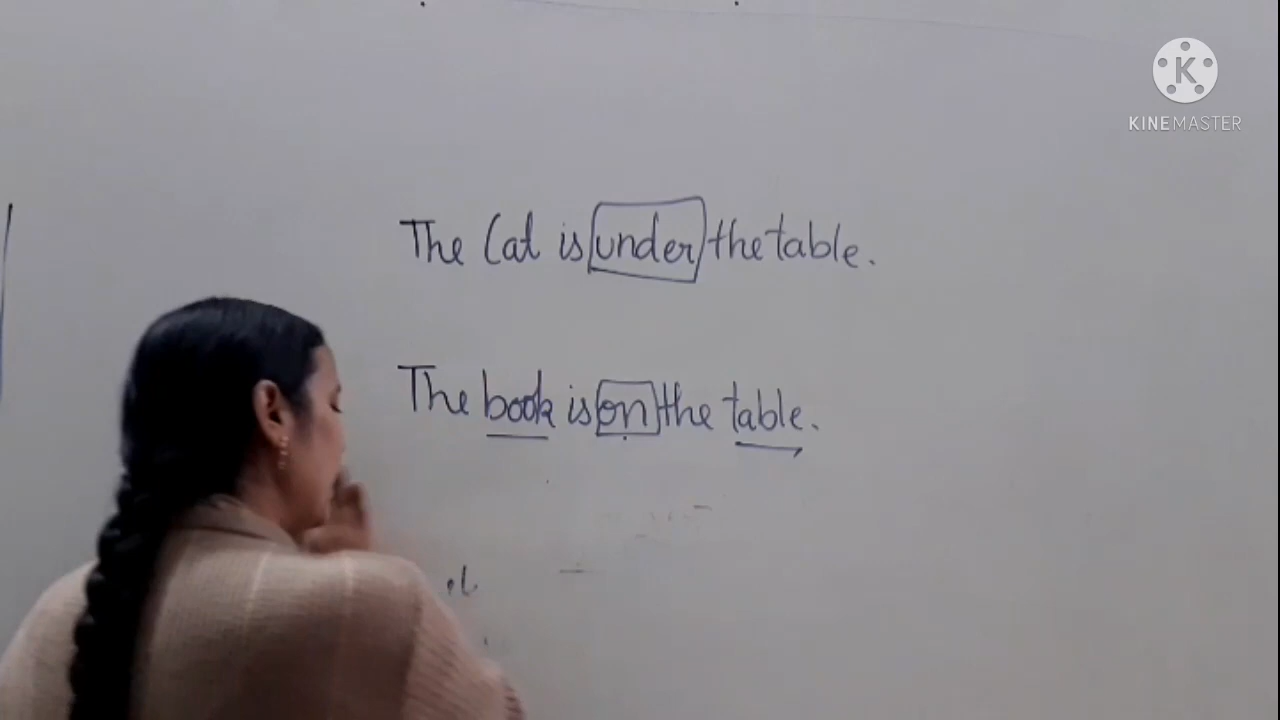 K
KINEMASTER
The Cat is under the table.
The book is on the table.